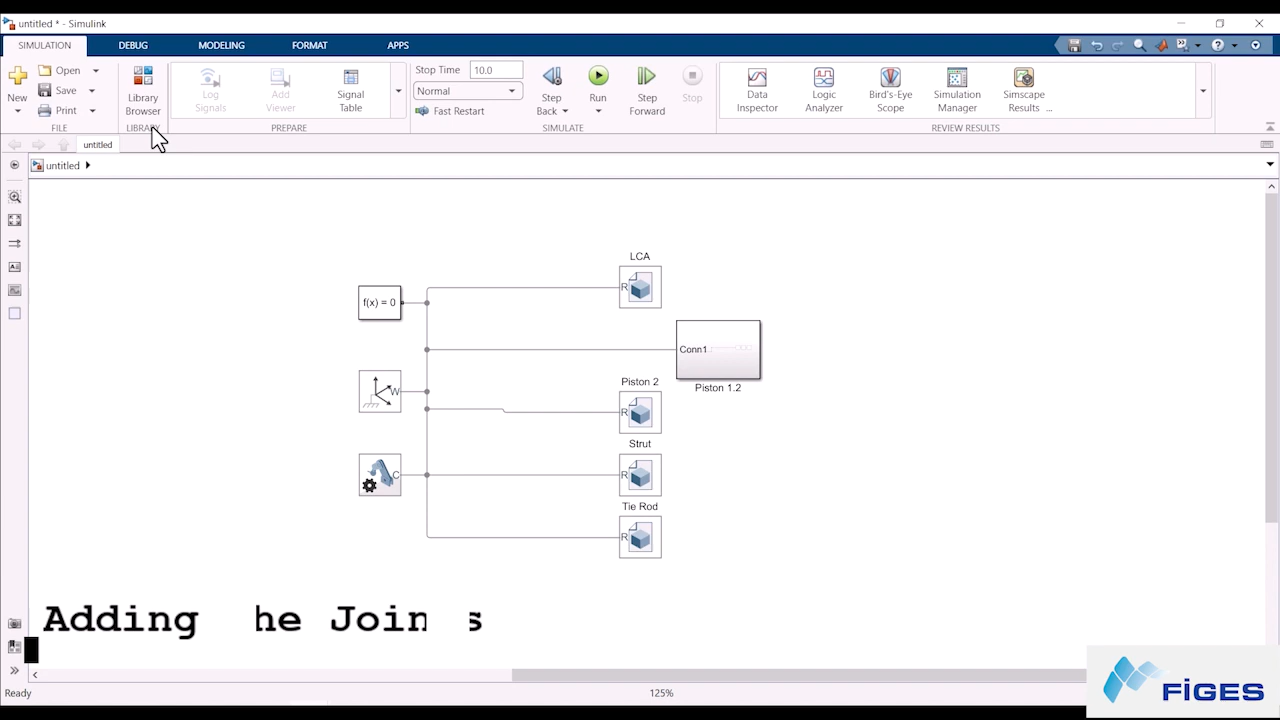 untitled * - Simulink
SIMULATION DEBUG MODELING FORMAT APPS
New
Open
Save
Print
FILE
Library
Browser
LIBRARY
Log
Signals
Add
Viewer
Signal
Table
PREPARE
Stop Time 10.0
Normal
Fast Restart
Step
Back
Run
Step
Forward
Stop
SIMULATE
Data
Inspector
Logic
Analyzer
Bird's-Eye
Scope
Simulation
Manager
Simscape
Results ...
REVIEW RESULTS
untitled
untitled
LCA
f(x) = 0
R
Conn1
Piston 1.2
W
Piston 2
R
Strut
C
R
Tie Rod
R
Adding he Join s
FiGES
Ready
125%